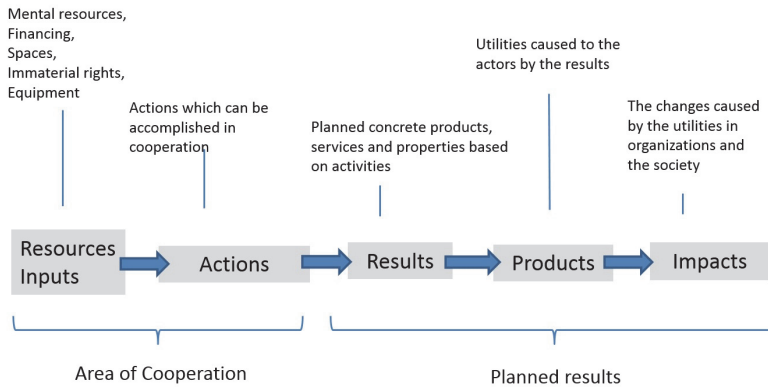 Mental resources,
Financing,
Spaces,
Immaterial rights,
Equipment
Actions which can be
accomplished in
cooperation
Planned concrete products,
services and properties based
on activities
Utilities caused to the
actors by the results
The changes caused
by the utilities in
organizations and
the society
Resources
Inputs
Actions
Results
Products
Impacts
Area of Cooperation
Planned results